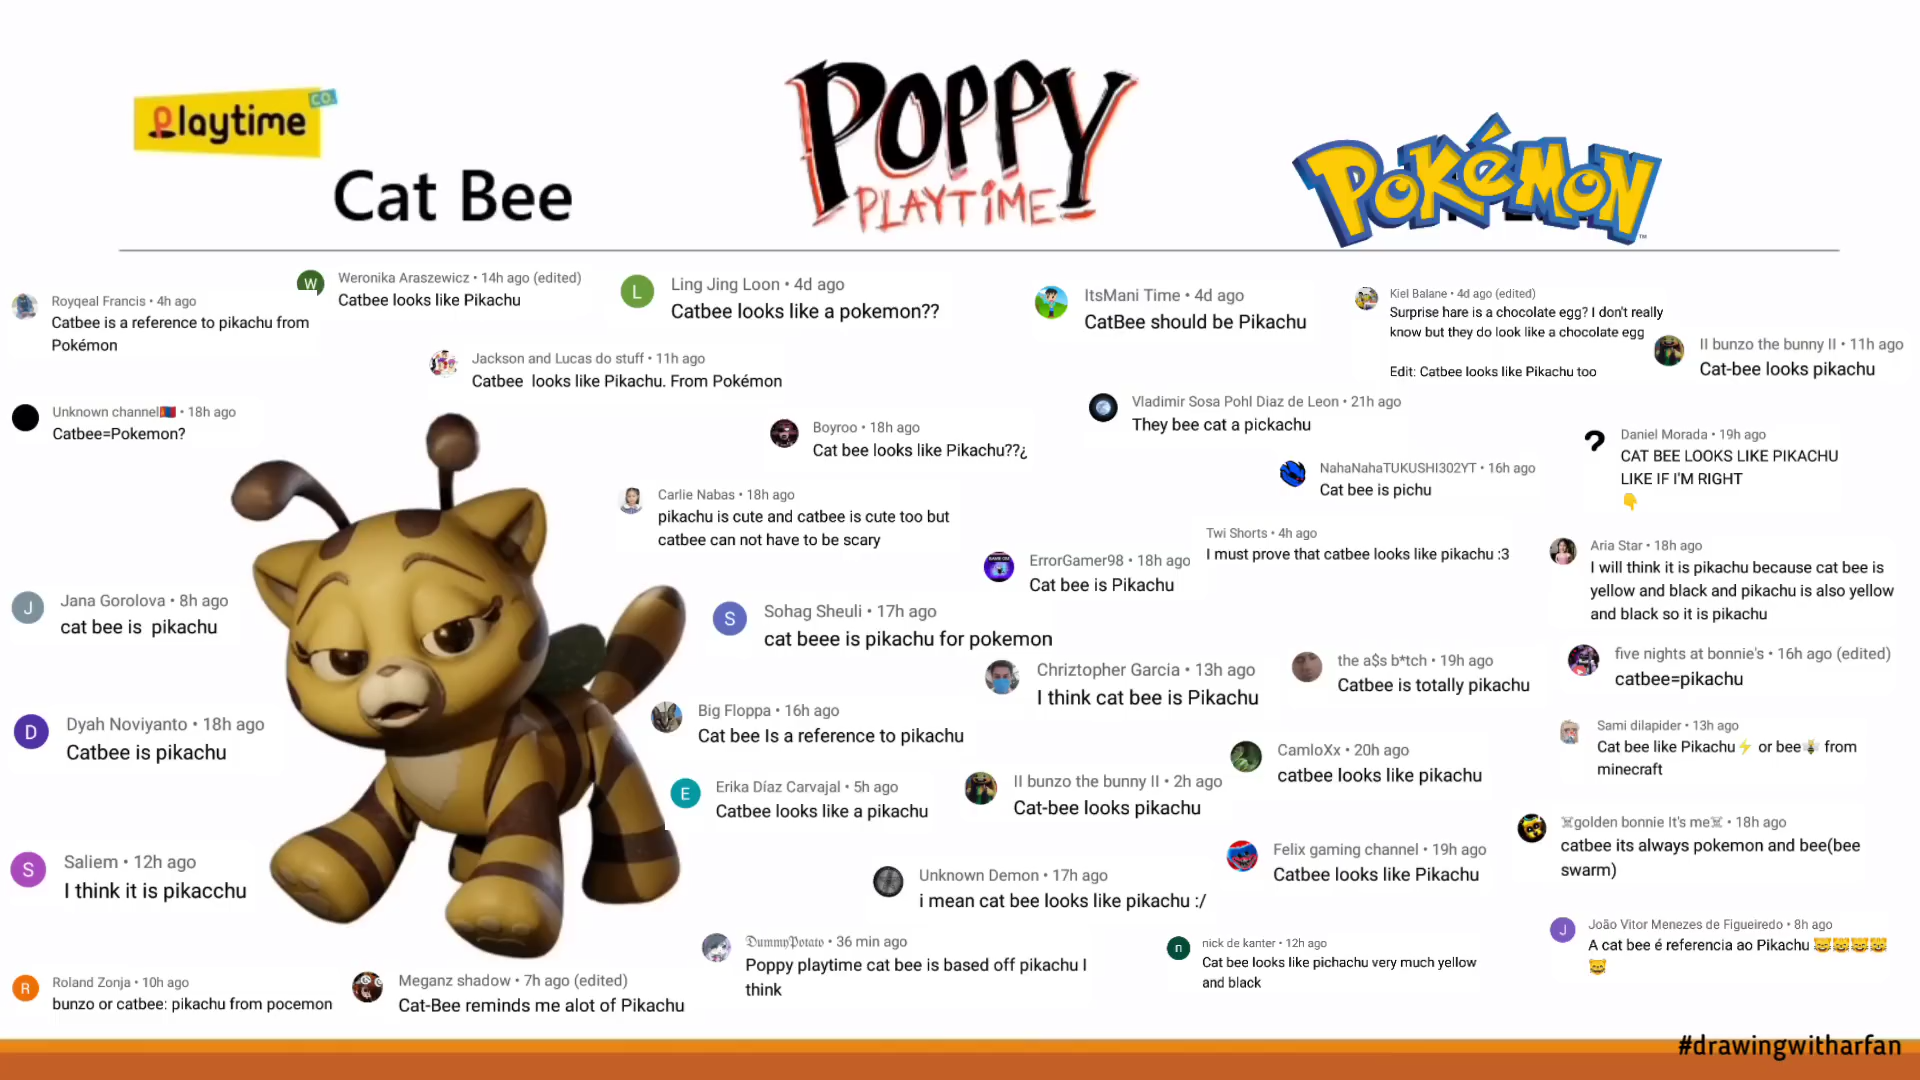 Playtime
CO.
Cat Bee
POPPY
PLAYTiME
POKéMON
TM
Royqeal Francis • 4h ago
Catbee is a reference to pikachu from
Pokémon
W
Weronika Araszewicz • 14h ago (edited)
Catbee looks like Pikachu
L
Ling Jing Loon • 4d ago
Catbee looks like a pokemon??
ItsMani Time • 4d ago
CatBee should be Pikachu
Kiel Balane • 4d ago (edited)
Surprise hare is a chocolate egg? I don't really
know but they do look like a chocolate egg
Edit: Catbee looks like Pikachu too
II bunzo the bunny II • 11h ago
Cat-bee looks pikachu
Jackson and Lucas do stuff • 11h ago
Catbee looks like Pikachu. From Pokémon
Unknown channel🇲🇳 • 18h ago
Catbee=Pokemon?
Boyroo • 18h ago
Cat bee looks like Pikachu??¿
Vladimir Sosa Pohl Diaz de Leon • 21h ago
They bee cat a pickachu
Daniel Morada • 19h ago
CAT BEE LOOKS LIKE PIKACHU
LIKE IF I'M RIGHT
👇
NahaNahaTUKUSHI302YT • 16h ago
Cat bee is pichu
Carlie Nabas • 18h ago
pikachu is cute and catbee is cute too but
catbee can not have to be scary
Twi Shorts • 4h ago
I must prove that catbee looks like pikachu :3
ErrorGamer98 • 18h ago
Cat bee is Pikachu
Aria Star • 18h ago
I will think it is pikachu because cat bee is
yellow and black and pikachu is also yellow
and black so it is pikachu
J
Jana Gorolova • 8h ago
cat bee is pikachu
S
Sohag Sheuli • 17h ago
cat beee is pikachu for pokemon
Chriztopher Garcia • 13h ago
I think cat bee is Pikachu
the a$s b*tch • 19h ago
Catbee is totally pikachu
five nights at bonnie's • 16h ago (edited)
catbee=pikachu
D
Dyah Noviyanto • 18h ago
Catbee is pikachu
Big Floppa • 16h ago
Cat bee Is a reference to pikachu
Sami dilapider • 13h ago
Cat bee like Pikachu⚡ or bee🐝 from
minecraft
CamloXx • 20h ago
catbee looks like pikachu
E
Erika Díaz Carvajal • 5h ago
Catbee looks like a pikachu
II bunzo the bunny II • 2h ago
Cat-bee looks pikachu
☠️golden bonnie It's me☠️ • 18h ago
catbee its always pokemon and bee(bee
swarm)
S
Saliem • 12h ago
I think it is pikacchu
Felix gaming channel • 19h ago
Catbee looks like Pikachu
Unknown Demon • 17h ago
i mean cat bee looks like pikachu :/
J
João Vitor Menezes de Figueiredo • 8h ago
A cat bee é referencia ao Pikachu 😹😹😹😹
😹
𝔇𝔲𝔪𝔪𝔶𝔓𝔬𝔱𝔞𝔱𝔬 • 36 min ago
Poppy playtime cat bee is based off pikachu I
think
n
nick de kanter • 12h ago
Cat bee looks like pichachu very much yellow
and black
R
Roland Zonja • 10h ago
bunzo or catbee: pikachu from pocemon
Meganz shadow • 7h ago (edited)
Cat-Bee reminds me alot of Pikachu
#drawingwitharfan